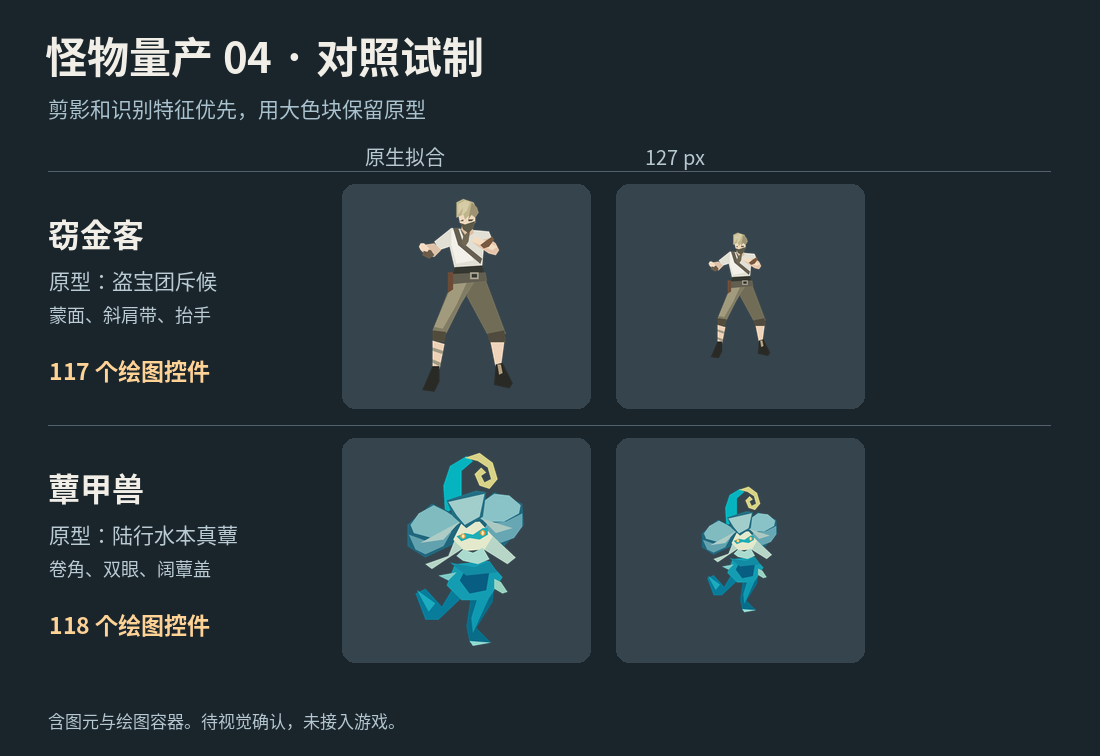 怪物量产 04 · 对照试制
剪影和识别特征优先，用大色块保留原型
原生拟合
127 px
窃金客
原型：盗宝团斥候
蒙面、斜肩带、抬手
117 个绘图控件
蕈甲兽
原型：陆行水本真蕈
卷角、双眼、阔蕈盖
118 个绘图控件
含图元与绘图容器。待视觉确认，未接入游戏。